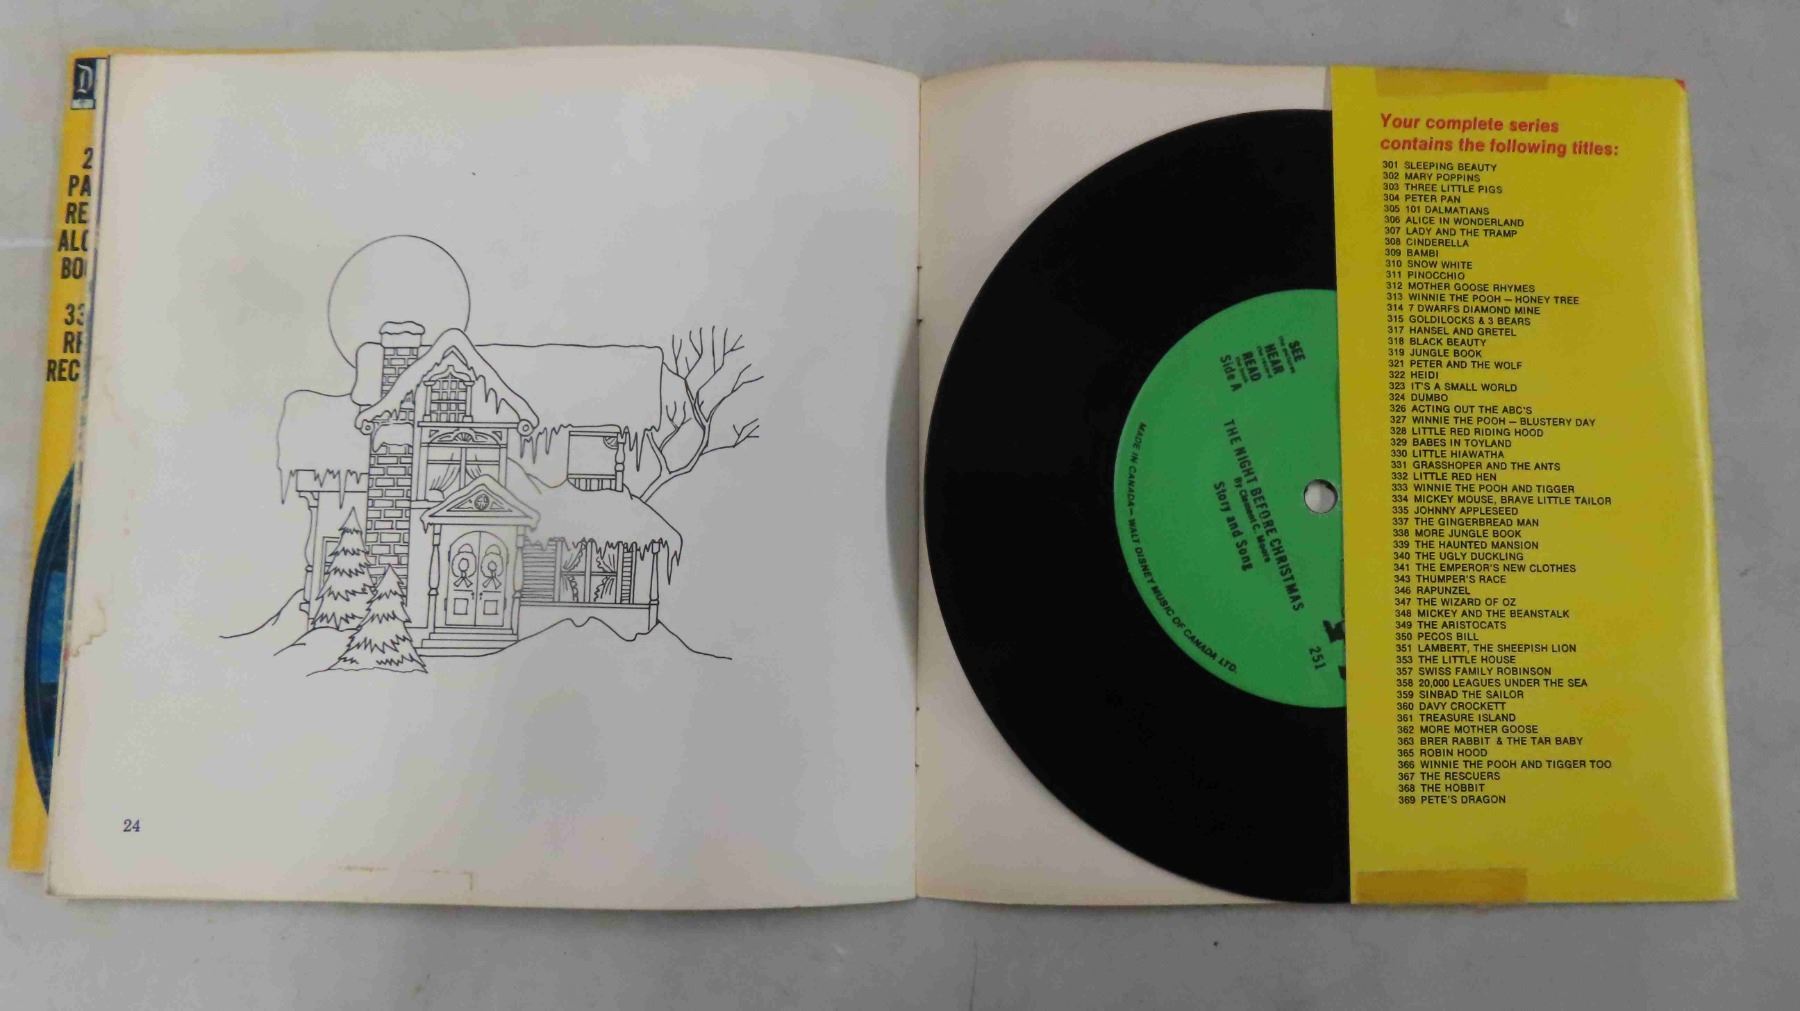 D
24
SEE
the pictures
HEAR
the record
READ
the book
Side A
THE NIGHT BEFORE CHRISTMAS
By Clement C. Moore
Story and Song
MADE IN CANADA — WALT DISNEY MUSIC OF CANADA LTD.
251
Your complete series
contains the following titles:
301 SLEEPING BEAUTY
302 MARY POPPINS
303 THREE LITTLE PIGS
304 PETER PAN
305 101 DALMATIANS
306 ALICE IN WONDERLAND
307 LADY AND THE TRAMP
308 CINDERELLA
309 BAMBI
310 SNOW WHITE
311 PINOCCHIO
312 MOTHER GOOSE RHYMES
313 WINNIE THE POOH — HONEY TREE
314 7 DWARFS DIAMOND MINE
315 GOLDILOCKS & 3 BEARS
317 HANSEL AND GRETEL
318 BLACK BEAUTY
319 JUNGLE BOOK
321 PETER AND THE WOLF
322 HEIDI
323 IT'S A SMALL WORLD
324 DUMBO
326 ACTING OUT THE ABC'S
327 WINNIE THE POOH — BLUSTERY DAY
328 LITTLE RED RIDING HOOD
329 BABES IN TOYLAND
330 LITTLE HIAWATHA
331 GRASSHOPER AND THE ANTS
332 LITTLE RED HEN
333 WINNIE THE POOH AND TIGGER
334 MICKEY MOUSE, BRAVE LITTLE TAILOR
335 JOHNNY APPLESEED
337 THE GINGERBREAD MAN
338 MORE JUNGLE BOOK
339 THE HAUNTED MANSION
340 THE UGLY DUCKLING
341 THE EMPEROR'S NEW CLOTHES
343 THUMPER'S RACE
346 RAPUNZEL
347 THE WIZARD OF OZ
348 MICKEY AND THE BEANSTALK
349 THE ARISTOCATS
350 PECOS BILL
351 LAMBERT, THE SHEEPISH LION
353 THE LITTLE HOUSE
357 SWISS FAMILY ROBINSON
358 20,000 LEAGUES UNDER THE SEA
359 SINBAD THE SAILOR
360 DAVY CROCKETT
361 TREASURE ISLAND
362 MORE MOTHER GOOSE
363 BRER RABBIT & THE TAR BABY
365 ROBIN HOOD
366 WINNIE THE POOH AND TIGGER TOO
367 THE RESCUERS
368 THE HOBBIT
369 PETE'S DRAGON